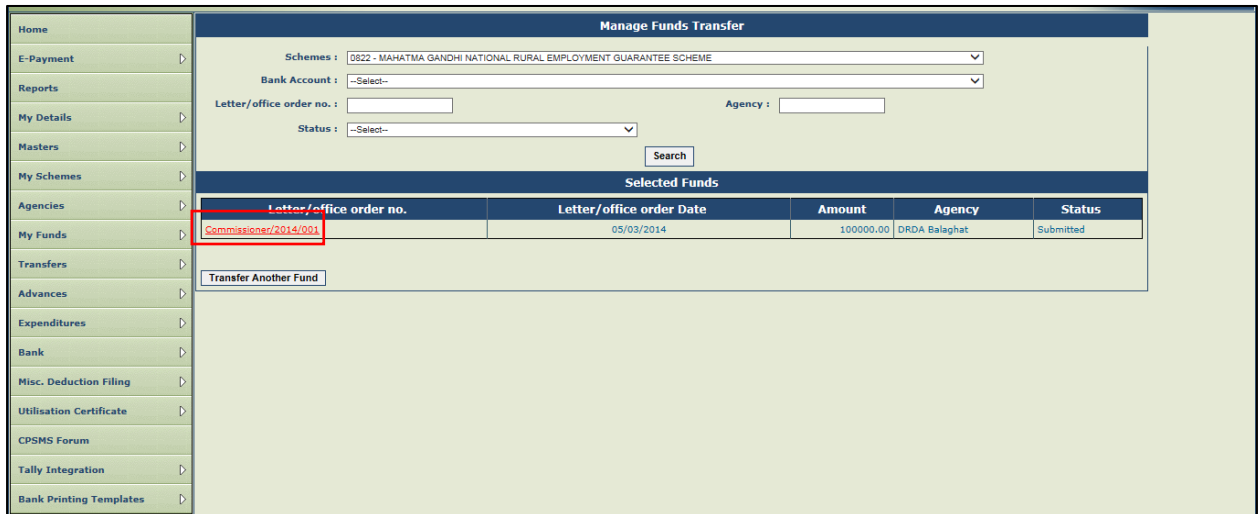 Home
E-Payment
Reports
My Details
Masters
My Schemes
Agencies
My Funds
Transfers
Advances
Expenditures
Bank
Misc. Deduction Filing
Utilisation Certificate
CPSMS Forum
Tally Integration
Bank Printing Templates
Manage Funds Transfer
Schemes : 0822 - MAHATMA GANDHI NATIONAL RURAL EMPLOYMENT GUARANTEE SCHEME
Bank Account : --Select--
Letter/office order no. : Agency :
Status : --Select--
Search
Selected Funds
Letter/office order no. Letter/office order Date Amount Agency Status
Commissioner/2014/001 05/03/2014 100000.00 DRDA Balaghat Submitted
Transfer Another Fund